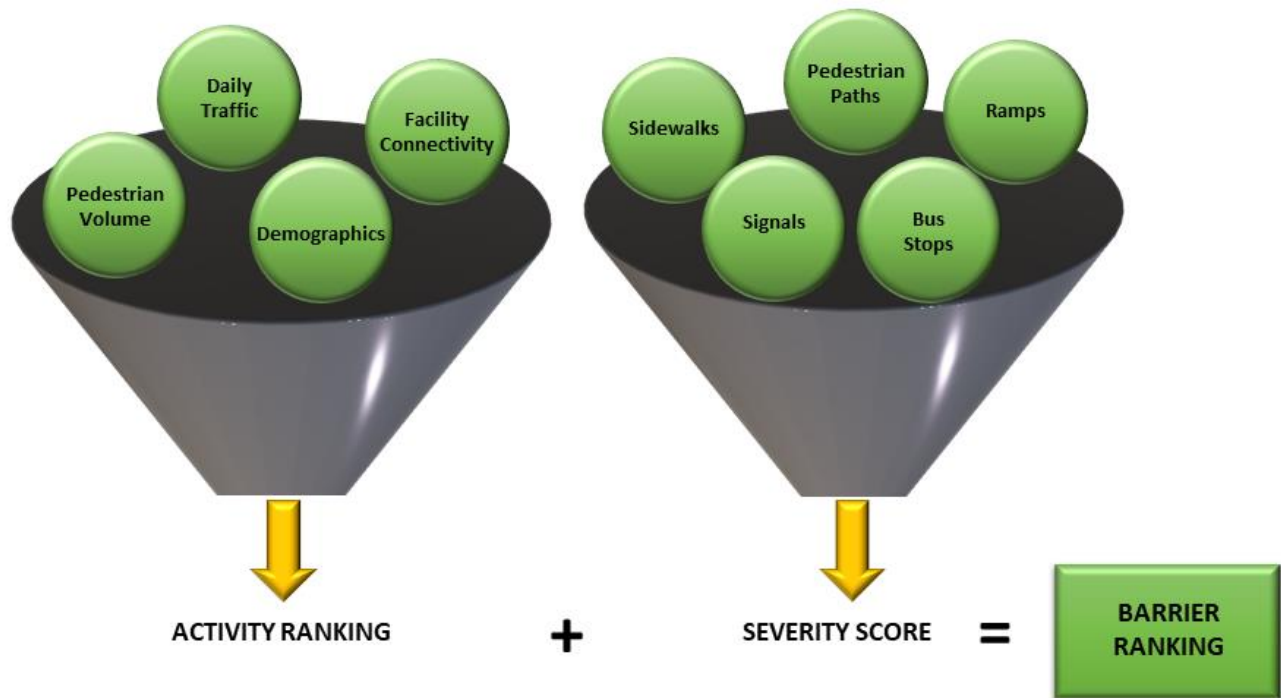 Daily
Traffic
Facility
Connectivity
Pedestrian
Volume
Demographics
Pedestrian
Paths
Sidewalks
Ramps
Signals
Bus
Stops
ACTIVITY RANKING
+
SEVERITY SCORE
=
BARRIER
RANKING